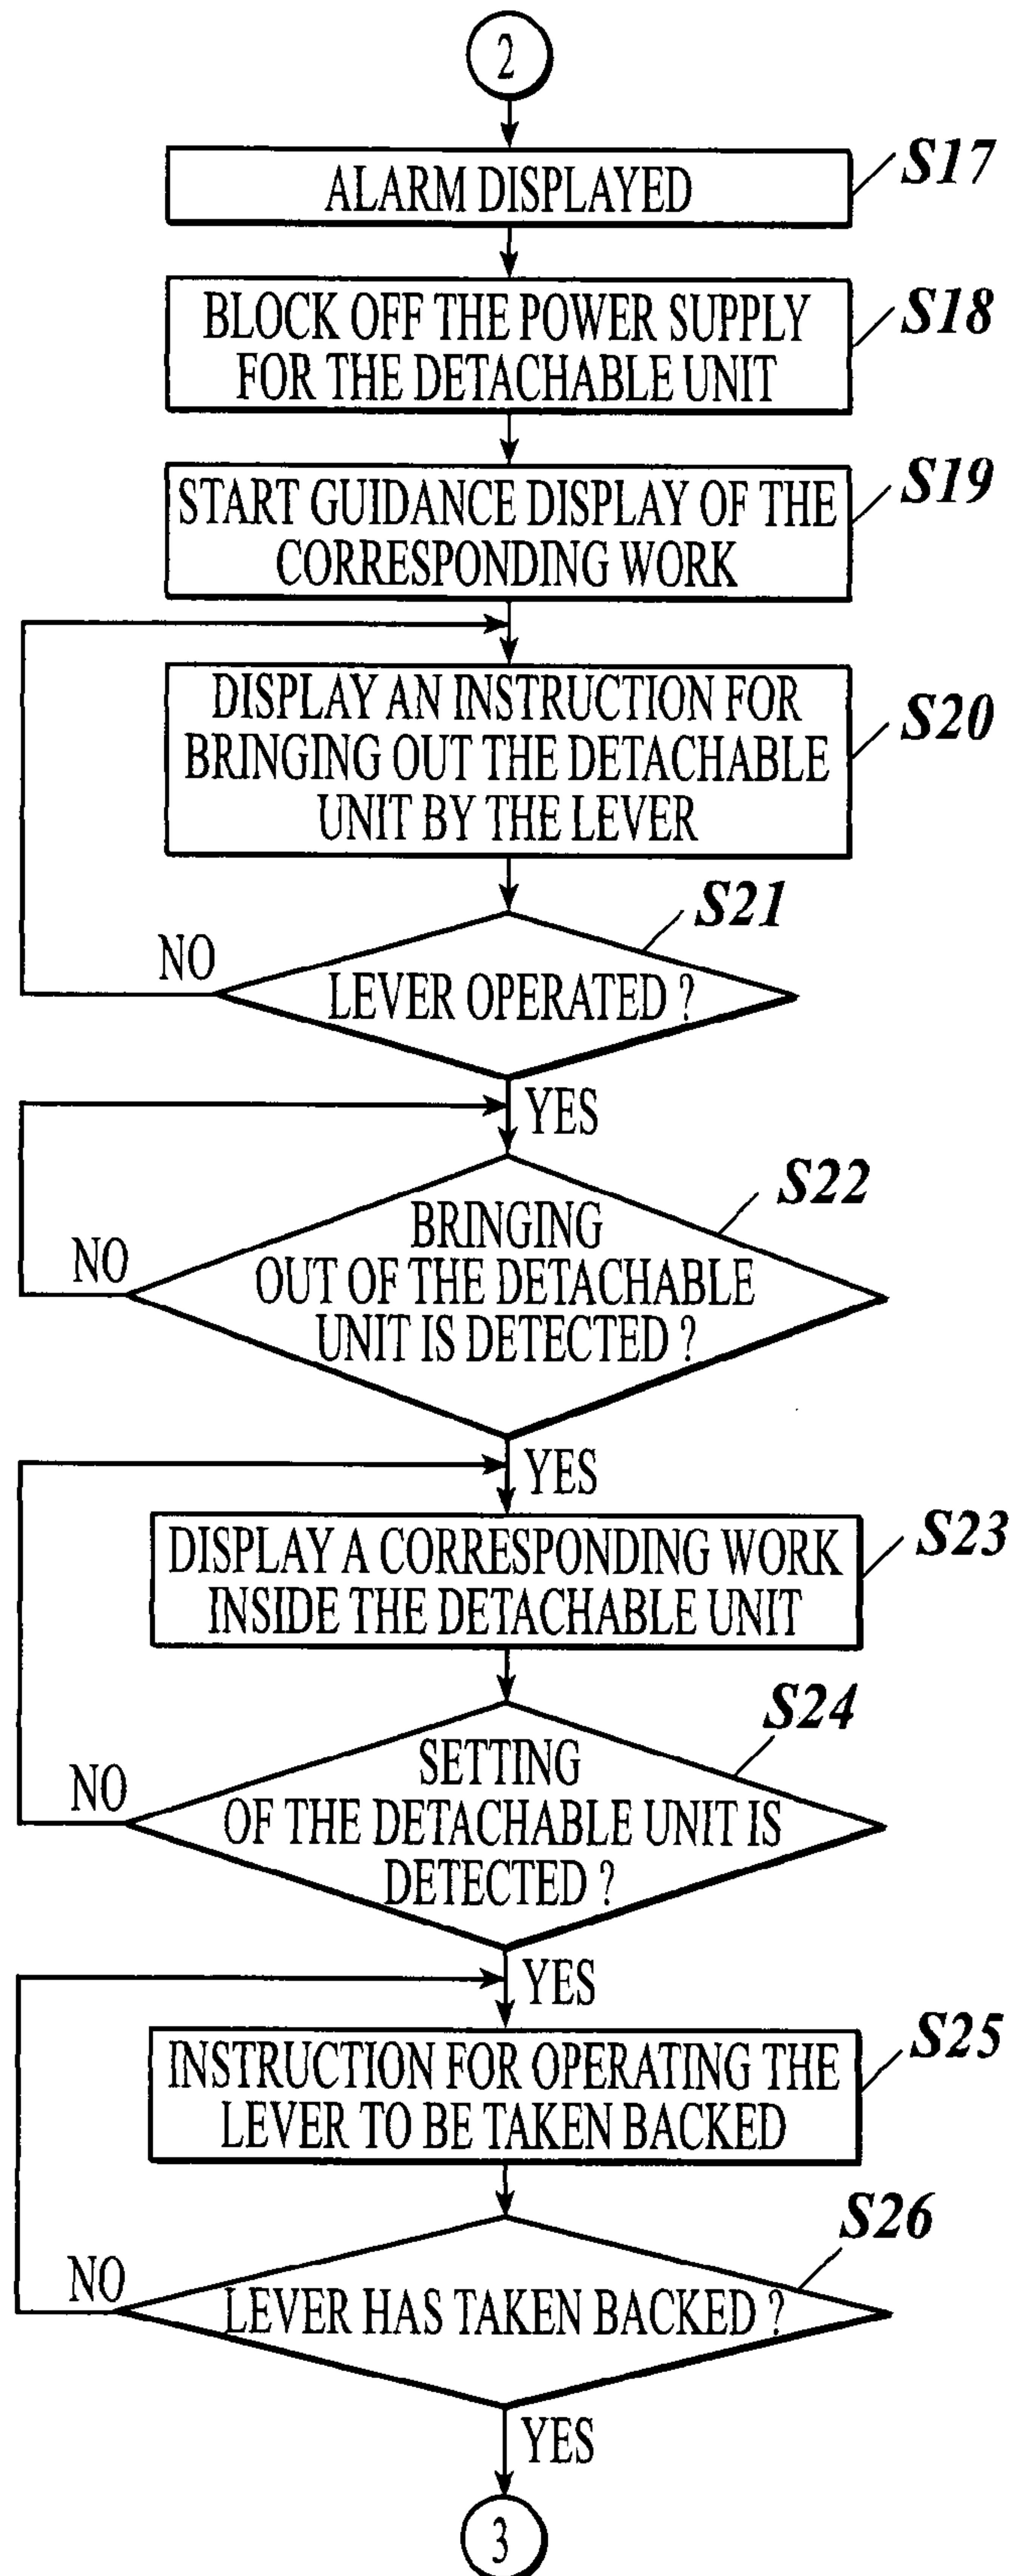 2
ALARM DISPLAYED
S17
BLOCK OFF THE POWER SUPPLY
FOR THE DETACHABLE UNIT
S18
START GUIDANCE DISPLAY OF THE
CORRESPONDING WORK
S19
DISPLAY AN INSTRUCTION FOR
BRINGING OUT THE DETACHABLE
UNIT BY THE LEVER
S20
LEVER OPERATED ?
S21
NO
YES
BRINGING
OUT OF THE DETACHABLE
UNIT IS DETECTED ?
S22
NO
YES
DISPLAY A CORRESPONDING WORK
INSIDE THE DETACHABLE UNIT
S23
SETTING
OF THE DETACHABLE UNIT IS
DETECTED ?
S24
NO
YES
INSTRUCTION FOR OPERATING THE
LEVER TO BE TAKEN BACKED
S25
LEVER HAS TAKEN BACKED ?
S26
NO
YES
3